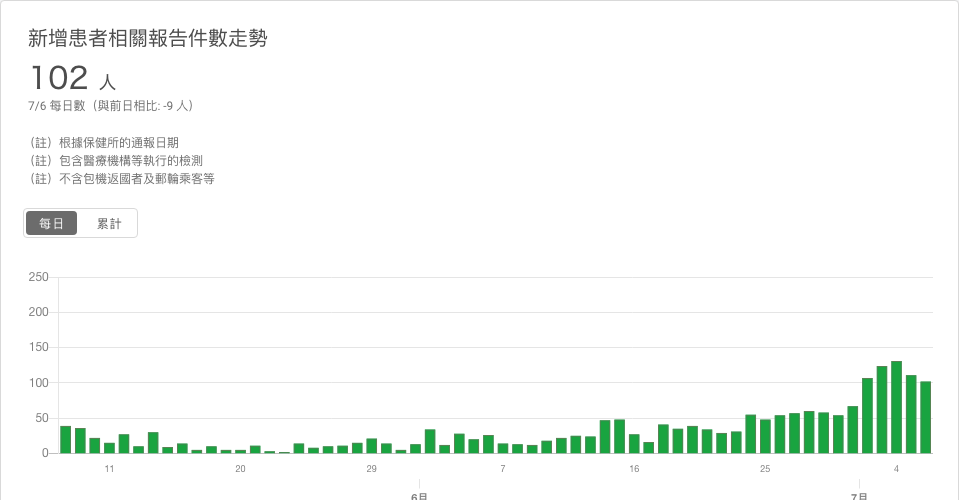 新增患者相關報告件數走勢
102 人
7/6 每日數（與前日相比: -9 人）
（註）根據保健所的通報日期
（註）包含醫療機構等執行的檢測
（註）不含包機返國者及郵輪乘客等
每日 累計
250
200
150
100
50
0
11 20 29 7 16 25 4
6月 7月